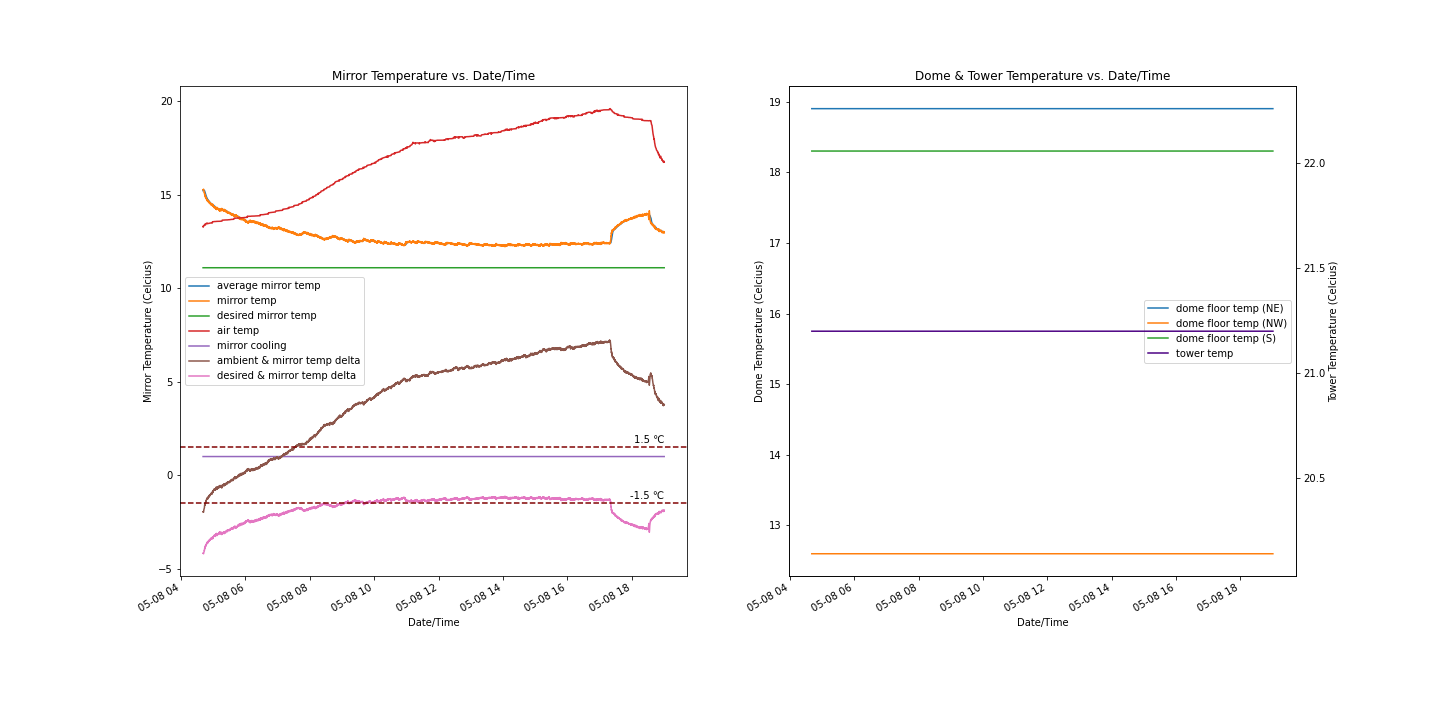 Mirror Temperature vs. Date/Time
20
15
10
5
0
−5
Mirror Temperature (Celcius)
average mirror temp
mirror temp
desired mirror temp
air temp
mirror cooling
ambient & mirror temp delta
desired & mirror temp delta
1.5 °C
-1.5 °C
05-08 04
05-08 06
05-08 08
05-08 10
05-08 12
05-08 14
05-08 16
05-08 18
Date/Time
Dome & Tower Temperature vs. Date/Time
19
18
17
16
15
14
13
Dome Temperature (Celcius)
dome floor temp (NE)
dome floor temp (NW)
dome floor temp (S)
tower temp
22.0
21.5
21.0
20.5
Tower Temperature (Celcius)
05-08 04
05-08 06
05-08 08
05-08 10
05-08 12
05-08 14
05-08 16
05-08 18
Date/Time